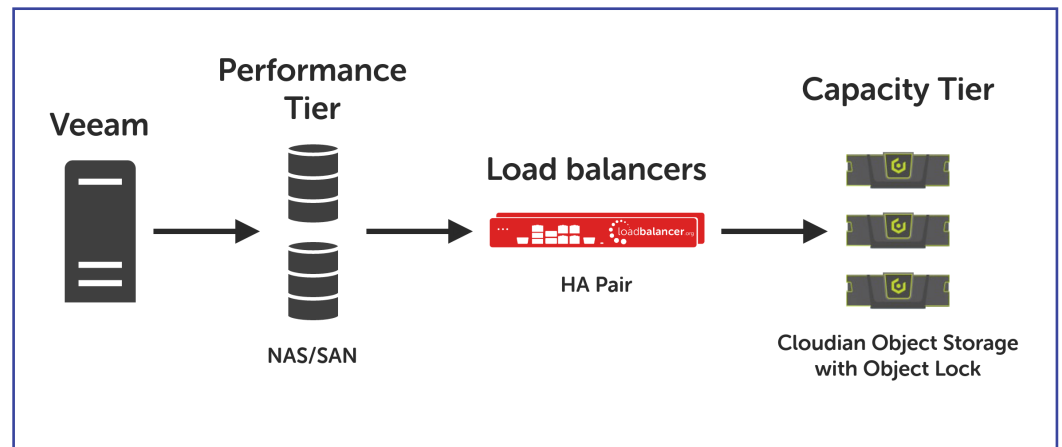 Veeam
Performance
Tier
NAS/SAN
Load balancers
loadbalancer.org
HA Pair
Capacity Tier
Cloudian Object Storage
with Object Lock